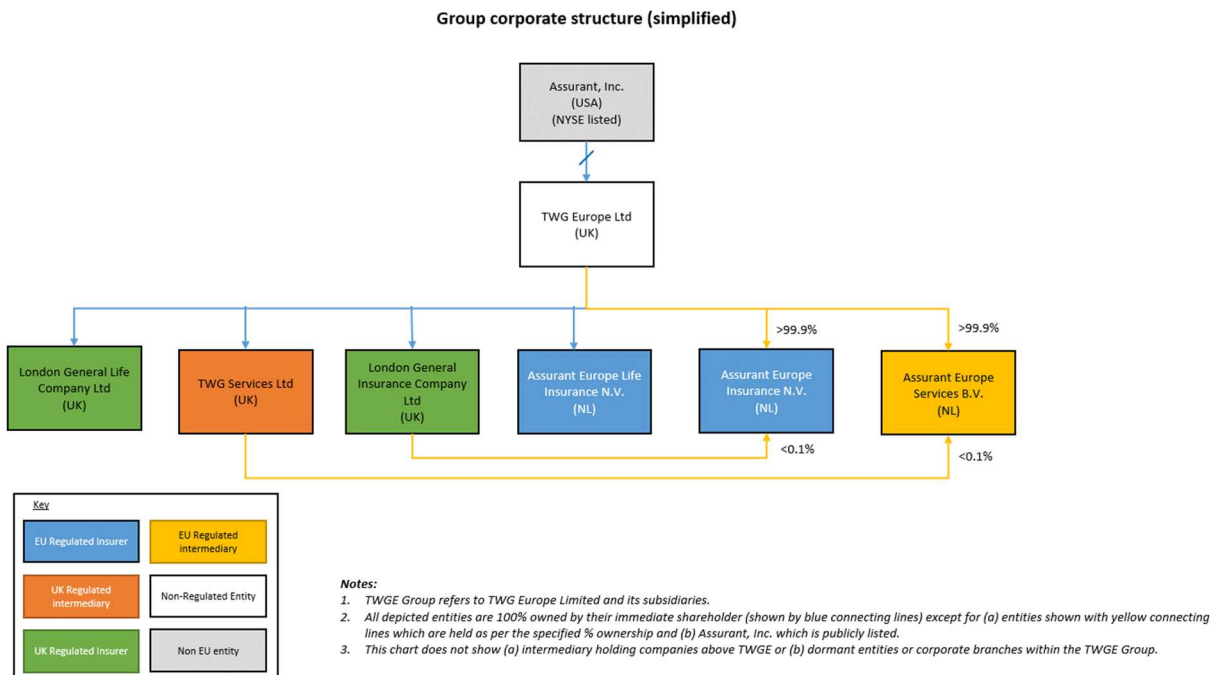 Group corporate structure (simplified)
Assurant, Inc.
(USA)
(NYSE listed)
TWG Europe Ltd
(UK)
>99.9%
>99.9%
London General Life
Company Ltd
(UK)
TWG Services Ltd
(UK)
London General
Insurance Company
Ltd
(UK)
Assurant Europe Life
Insurance N.V.
(NL)
Assurant Europe
Insurance N.V.
(NL)
Assurant Europe
Services B.V.
(NL)
<0.1%
<0.1%
Key
EU Regulated Insurer
EU Regulated
intermediary
UK Regulated
intermediary
Non-Regulated Entity
UK Regulated Insurer
Non EU entity
Notes:
1. TWGE Group refers to TWG Europe Limited and its subsidiaries.
2. All depicted entities are 100% owned by their immediate shareholder (shown by blue connecting lines) except for (a) entities shown with yellow connecting
lines which are held as per the specified % ownership and (b) Assurant, Inc. which is publicly listed.
3. This chart does not show (a) intermediary holding companies above TWGE or (b) dormant entities or corporate branches within the TWGE Group.